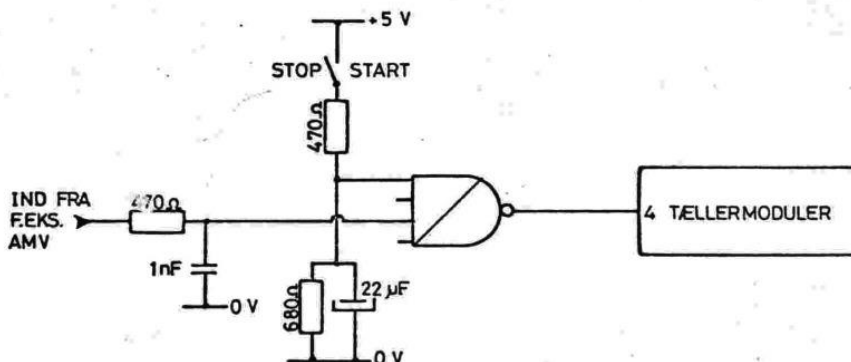 +5 V
STOP START
470Ω
IND FRA
F.EKS.
AMV
470Ω
4 TÆLLERMODULER
1nF
0 V
680Ω
22 µF
0 V